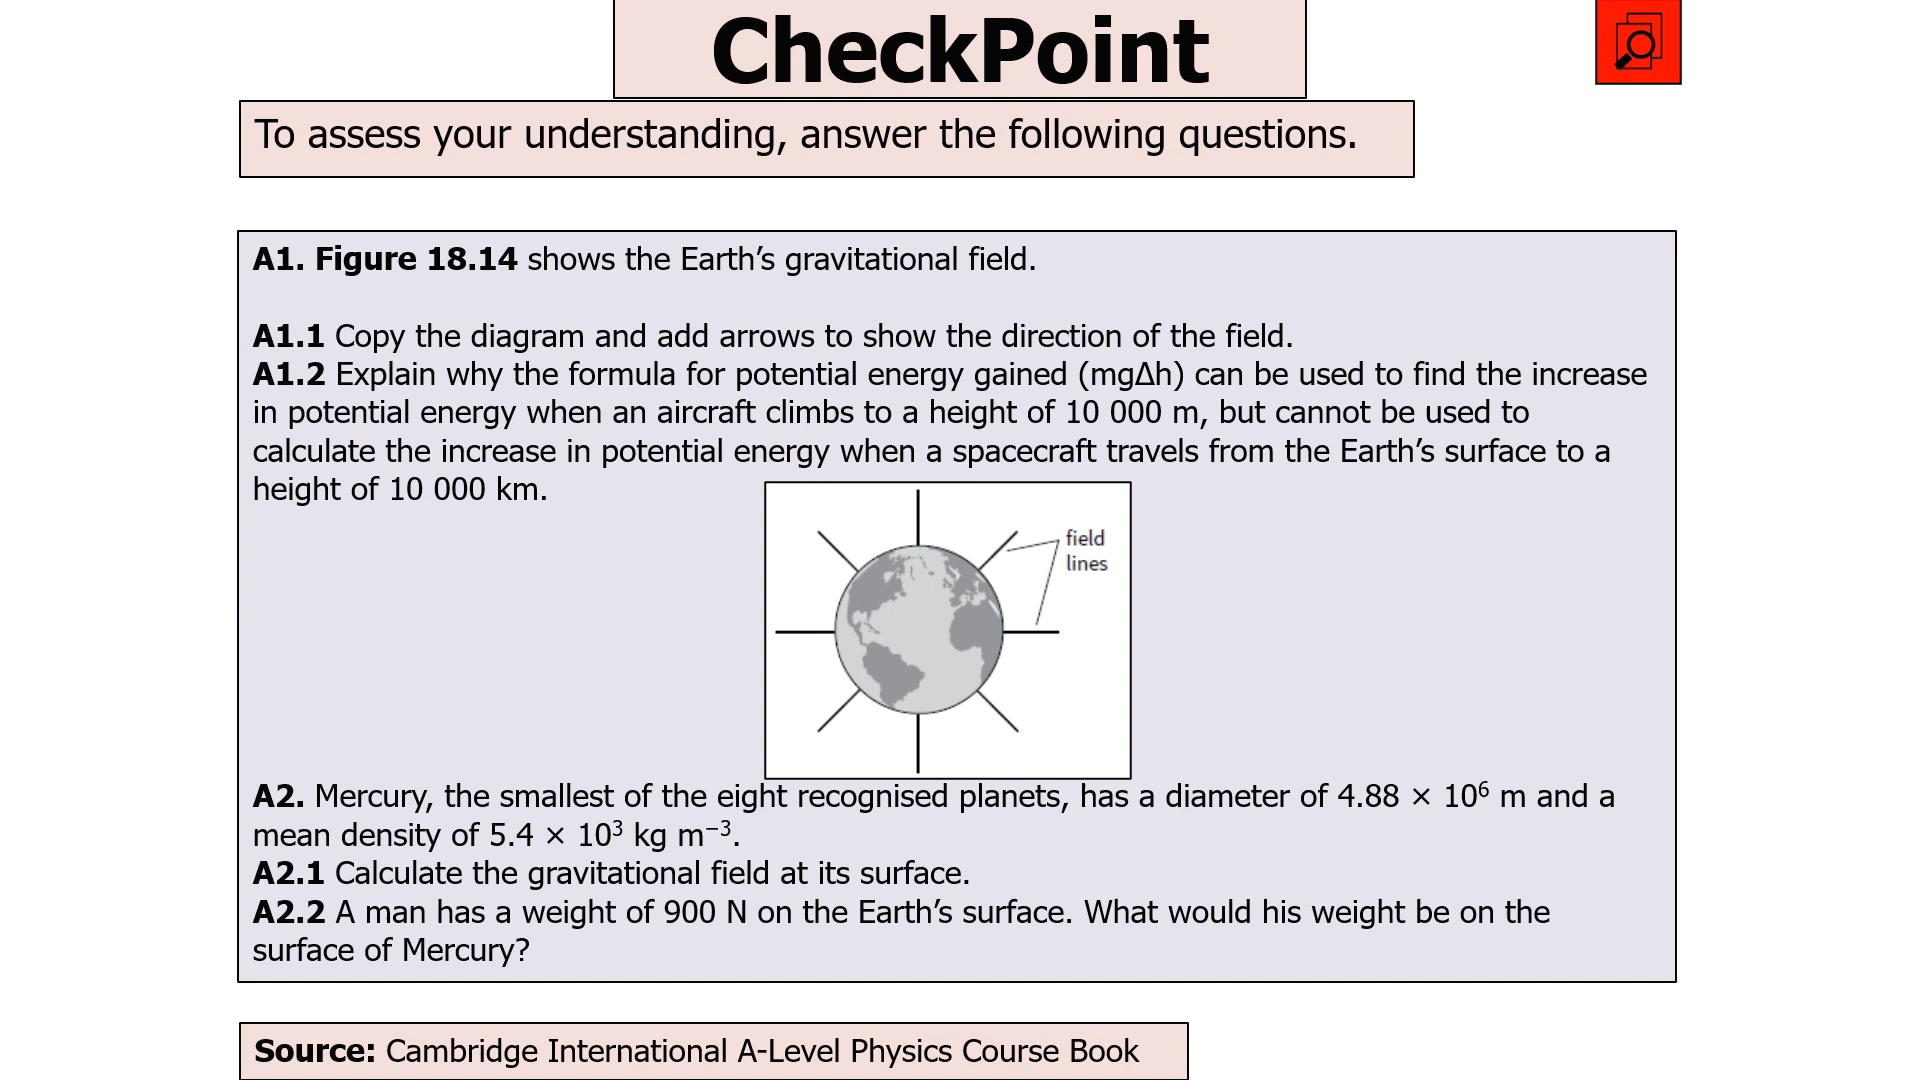 CheckPoint
To assess your understanding, answer the following questions.
A1. Figure 18.14 shows the Earth’s gravitational field.
A1.1 Copy the diagram and add arrows to show the direction of the field.
A1.2 Explain why the formula for potential energy gained (mgΔh) can be used to find the increase
in potential energy when an aircraft climbs to a height of 10 000 m, but cannot be used to
calculate the increase in potential energy when a spacecraft travels from the Earth’s surface to a
height of 10 000 km.
field
lines
A2. Mercury, the smallest of the eight recognised planets, has a diameter of 4.88 × 10⁶ m and a
mean density of 5.4 × 10³ kg m⁻³.
A2.1 Calculate the gravitational field at its surface.
A2.2 A man has a weight of 900 N on the Earth’s surface. What would his weight be on the
surface of Mercury?
Source: Cambridge International A-Level Physics Course Book